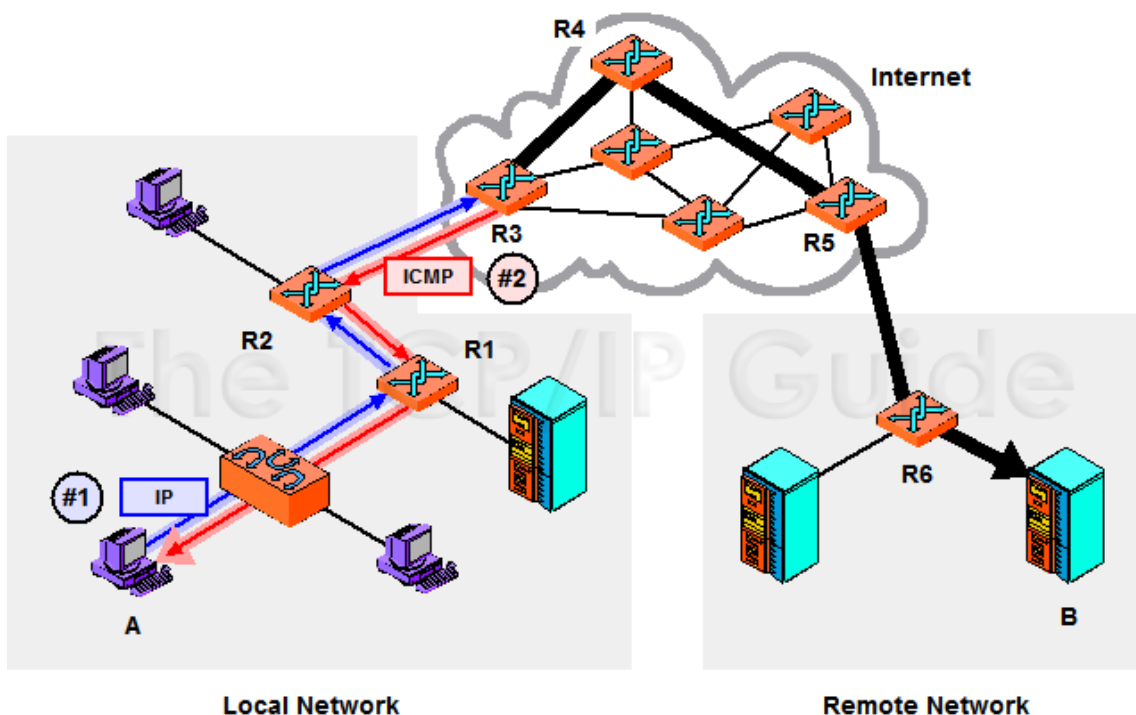 R4
Internet
R3
R5
ICMP
#2
R2
R1
The TCP/IP Guide
#1
IP
R6
A
B
Local Network
Remote Network